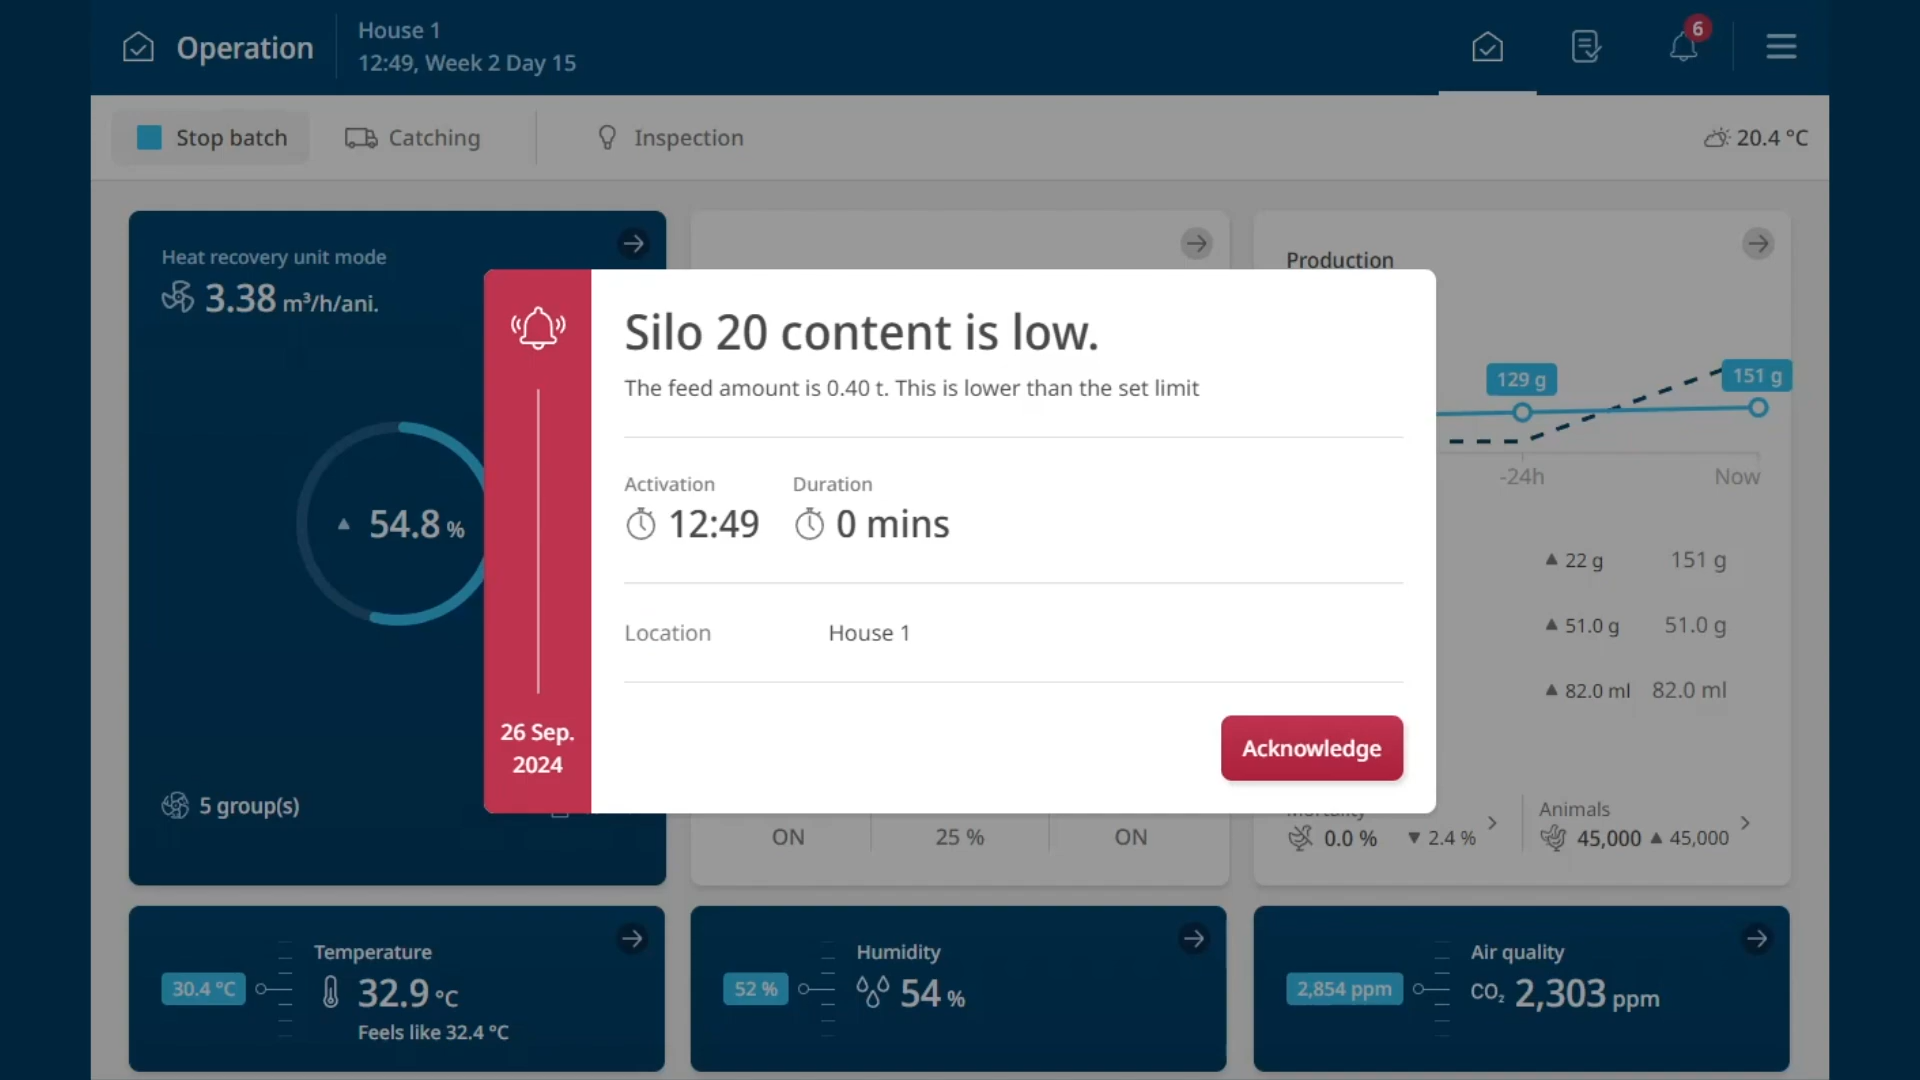 Operation
House 1
12:49, Week 2 Day 15
6
Stop batch
Catching
Inspection
20.4 °C
Heat recovery unit mode
3.38 m³/h/ani.
54.8 %
5 group(s)
Silo 20 content is low.
The feed amount is 0.40 t. This is lower than the set limit
Activation
12:49
Duration
0 mins
Location
House 1
Acknowledge
26 Sep.
2024
ON
25 %
ON
Production
129 g
151 g
-24h
Now
22 g
151 g
51.0 g
51.0 g
82.0 ml
82.0 ml
Mortality
0.0 %
▼ 2.4 %
Animals
45,000 ▲ 45,000
Temperature
30.4 °C
32.9 °C
Feels like 32.4 °C
Humidity
52 %
54 %
Air quality
2,854 ppm
CO₂ 2,303 ppm